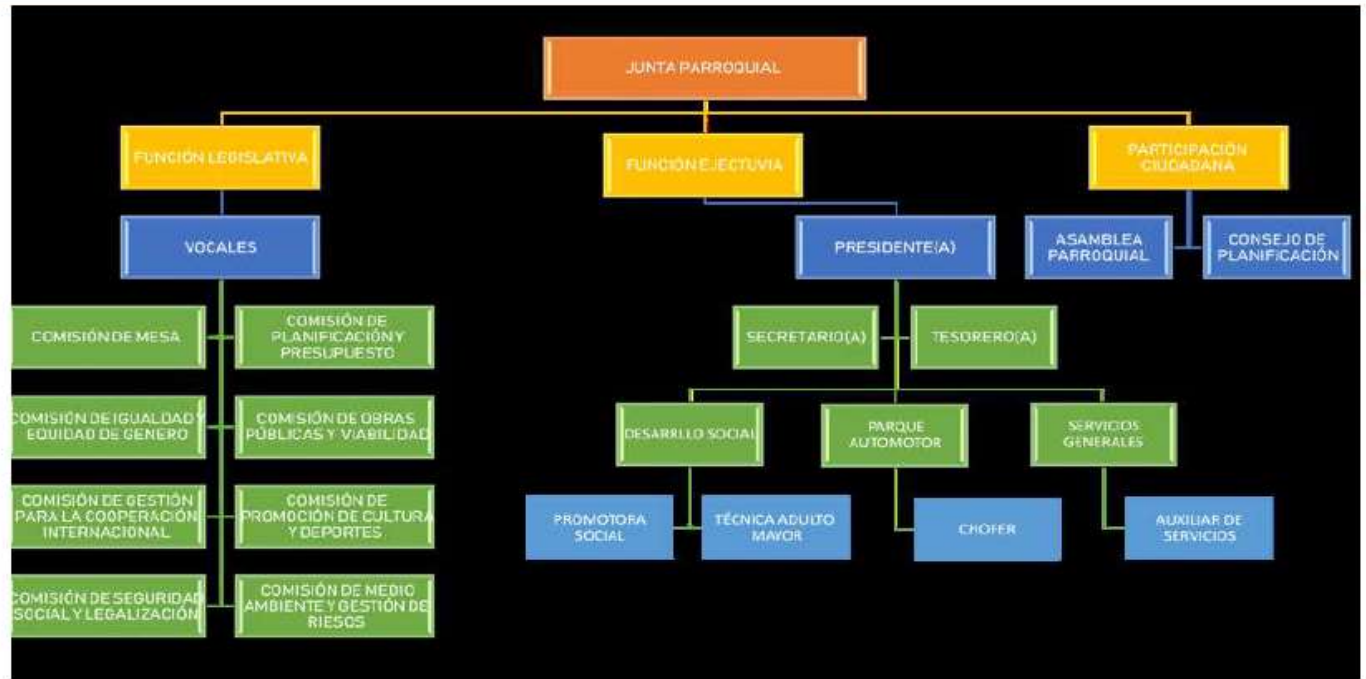 JUNTA PARROQUIAL
FUNCIÓN LEGISLATIVA
FUNCIÓN EJECTUVIA
PARTICIPACIÓN
CIUDADANA
VOCALES
PRESIDENTE(A)
ASAMBLEA
PARROQUIAL
CONSEJO DE
PLANIFICACIÓN
COMISIÓN DE MESA
COMISIÓN DE
PLANIFICACIÓN Y
PRESUPUESTO
SECRETARIO(A)
TESORERO(A)
COMISIÓN DE IGUALDAD Y
EQUIDAD DE GENERO
COMISIÓN DE OBRAS
PÚBLICAS Y VIABILIDAD
DESARRLLO SOCIAL
PARQUE
AUTOMOTOR
SERVICIOS
GENERALES
COMISIÓN DE GESTIÓN
PARA LA COOPERACIÓN
INTERNACIONAL
COMISIÓN DE
PROMOCIÓN DE CULTURA
Y DEPORTES
PROMOTORA
SOCIAL
TÉCNICA ADULTO
MAYOR
CHOFER
AUXILIAR DE
SERVICIOS
COMISIÓN DE SEGURIDAD
SOCIAL Y LEGALIZACIÓN
COMISIÓN DE MEDIO
AMBIENTE Y GESTIÓN DE
RIESOS